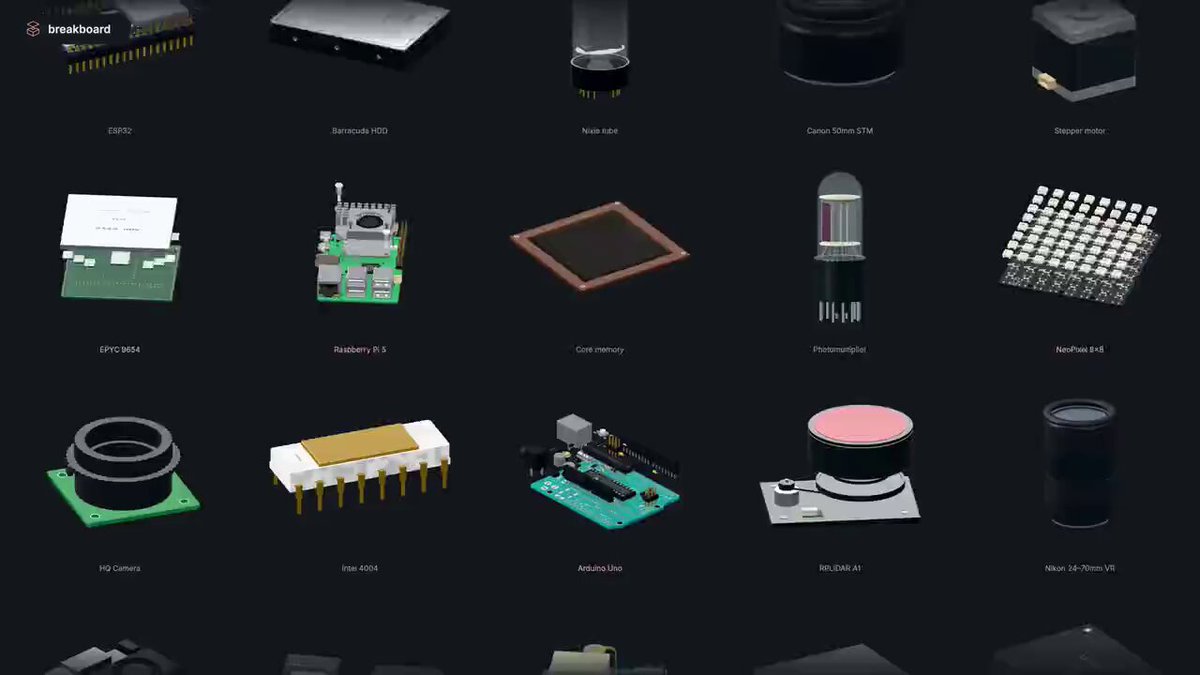 breakboard
ESP32
Barracuda HDD
Nixie tube
Canon 50mm STM
Stepper motor
EPYC 9654
Raspberry Pi 5
Core memory
Photomultiplier
NeoPixel 8×8
HQ Camera
Intel 4004
Arduino Uno
RPLIDAR A1
Nikon 24–70mm VR